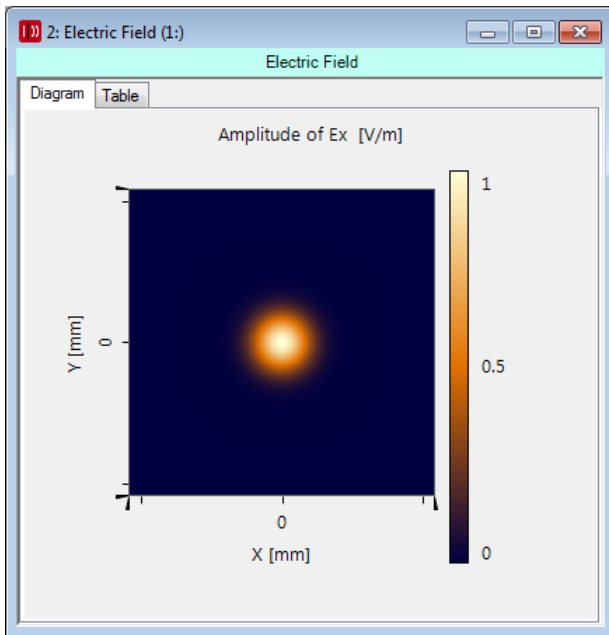 2: Electric Field (1:)
Electric Field
Diagram
Table
Amplitude of Ex [V/m]
1
0.5
0
Y [mm]
0
0
X [mm]